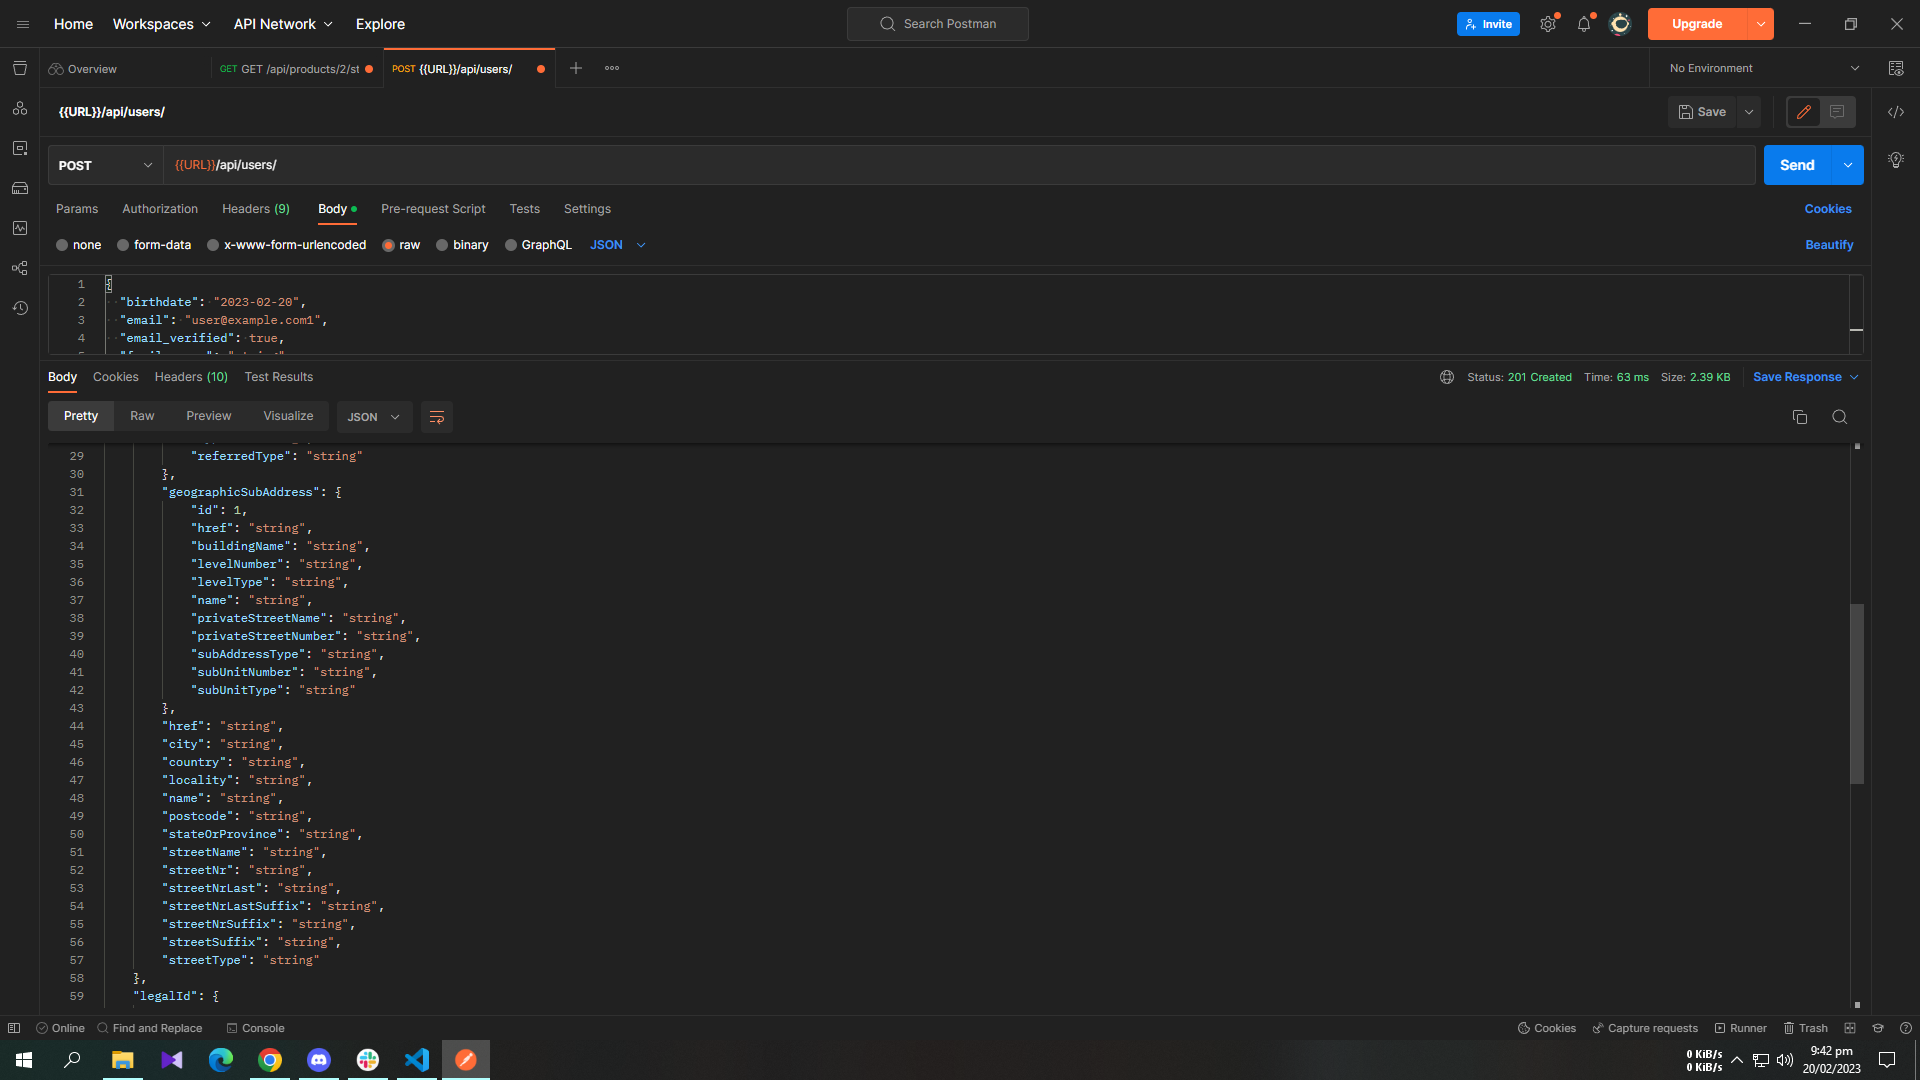 Home Workspaces API Network Explore Search Postman Invite Upgrade
Overview GET GET /api/products/2/st POST {{URL}}/api/users/ No Environment
{{URL}}/api/users/ Save
POST {{URL}}/api/users/ Send
Params Authorization Headers (9) Body Pre-request Script Tests Settings Cookies
none form-data x-www-form-urlencoded raw binary GraphQL JSON Beautify
1 {
2 "birthdate": "2023-02-20",
3 "email": "user@example.com1",
4 "email_verified": true,
Body Cookies Headers (10) Test Results Status: 201 Created Time: 63 ms Size: 2.39 KB Save Response
Pretty Raw Preview Visualize JSON
29 "referredType": "string"
30 },
31 "geographicSubAddress": {
32 "id": 1,
33 "href": "string",
34 "buildingName": "string",
35 "levelNumber": "string",
36 "levelType": "string",
37 "name": "string",
38 "privateStreetName": "string",
39 "privateStreetNumber": "string",
40 "subAddressType": "string",
41 "subUnitNumber": "string",
42 "subUnitType": "string"
43 },
44 "href": "string",
45 "city": "string",
46 "country": "string",
47 "locality": "string",
48 "name": "string",
49 "postcode": "string",
50 "stateOrProvince": "string",
51 "streetName": "string",
52 "streetNr": "string",
53 "streetNrLast": "string",
54 "streetNrLastSuffix": "string",
55 "streetNrSuffix": "string",
56 "streetSuffix": "string",
57 "streetType": "string"
58 },
59 "legalId": {
Online Find and Replace Console Cookies Capture requests Runner Trash
0 KiB/s
0 KiB/s
9:42 pm
20/02/2023